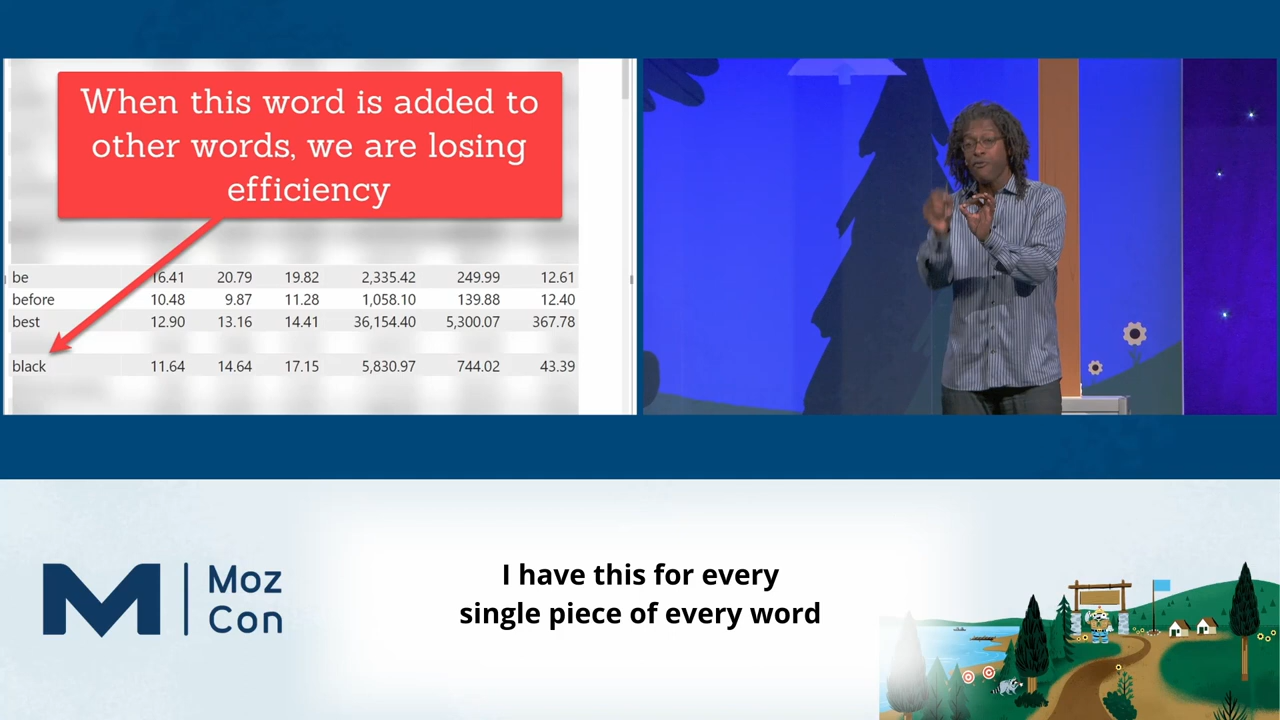 When this word is added to
other words, we are losing
efficiency
be 16.41 20.79 19.82 2,335.42 249.99 12.61
before 10.48 9.87 11.28 1,058.10 139.88 12.40
best 12.90 13.16 14.41 36,154.40 5,300.07 367.78
black 11.64 14.64 17.15 5,830.97 744.02 43.39
Moz
Con
I have this for every
single piece of every word